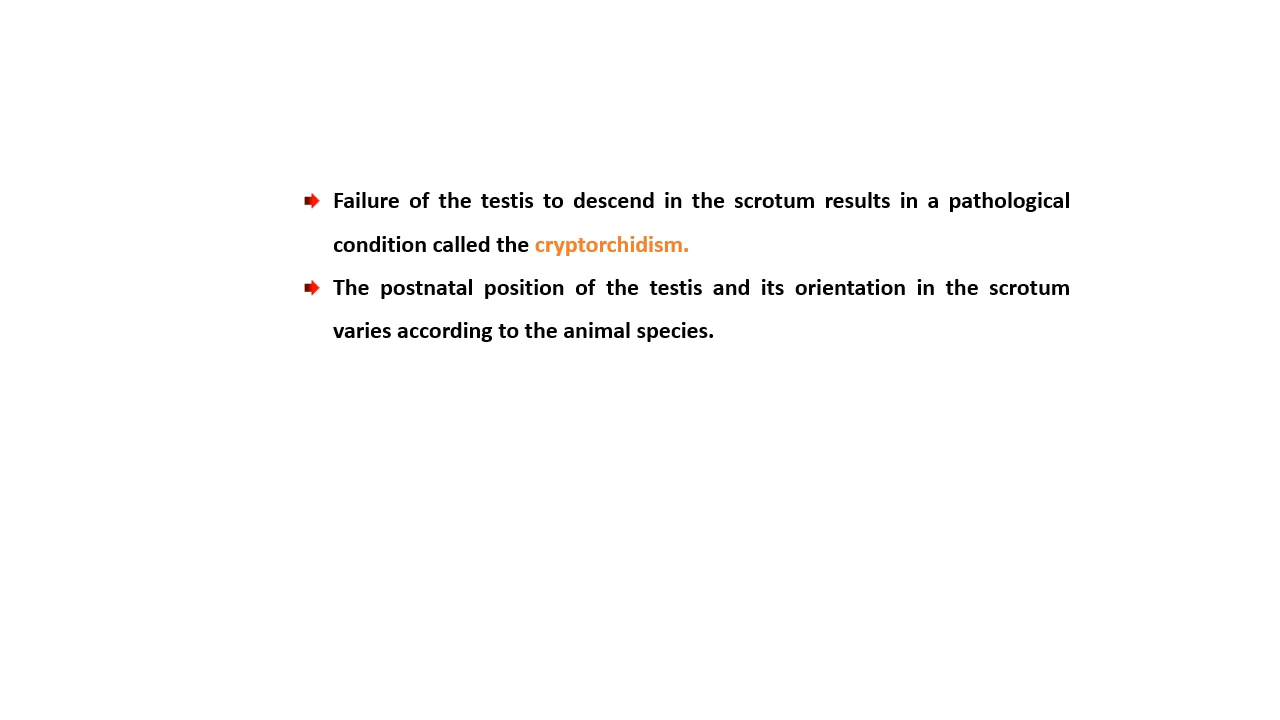 Failure of the testis to descend in the scrotum results in a pathological
condition called the cryptorchidism.
The postnatal position of the testis and its orientation in the scrotum
varies according to the animal species.